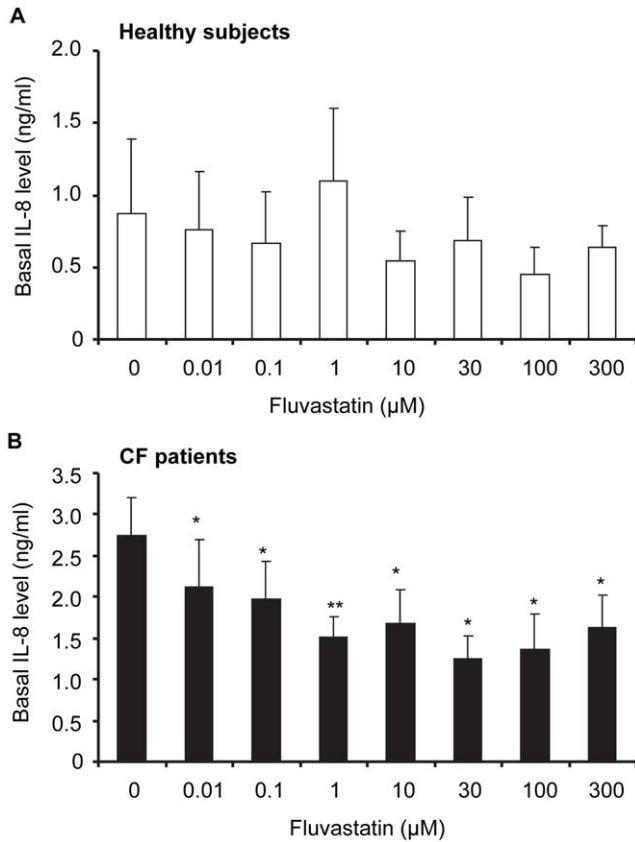 A
Healthy subjects
Basal IL-8 level (ng/ml)
2.0
1.5
1.0
0.5
0
0 0.01 0.1 1 10 30 100 300
Fluvastatin (µM)
B
CF patients
Basal IL-8 level (ng/ml)
3.5
3.0
2.5
2.0
1.5
1.0
0.5
0
* * ** * * * *
0 0.01 0.1 1 10 30 100 300
Fluvastatin (µM)